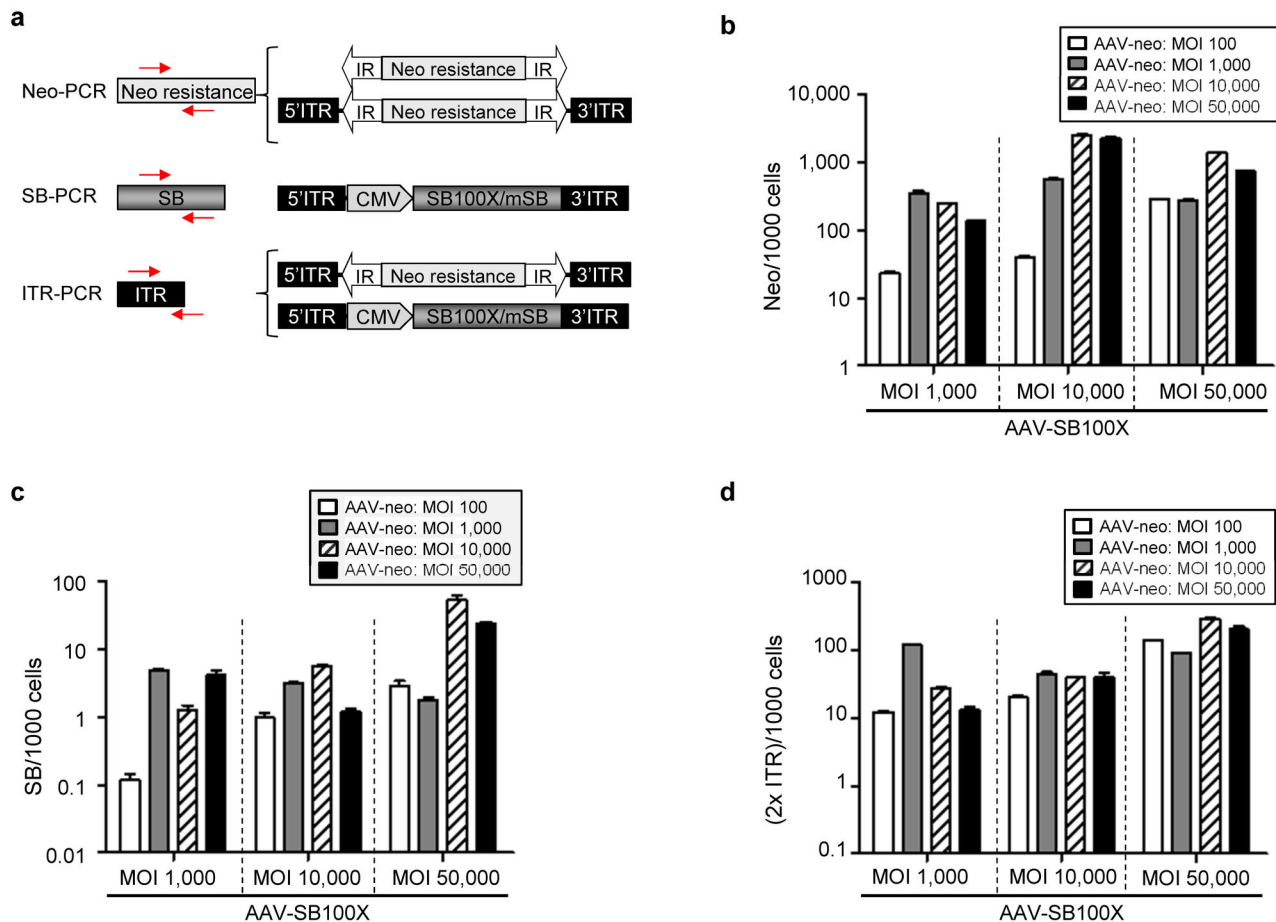 a
Neo-PCR
Neo resistance
IR Neo resistance IR
5'ITR IR Neo resistance IR 3'ITR
SB-PCR
SB
5'ITR CMV SB100X/mSB 3'ITR
ITR-PCR
ITR
5'ITR IR Neo resistance IR 3'ITR
5'ITR CMV SB100X/mSB 3'ITR
b
AAV-neo: MOI 100
AAV-neo: MOI 1,000
AAV-neo: MOI 10,000
AAV-neo: MOI 50,000
Neo/1000 cells
10,000
1,000
100
10
1
MOI 1,000 MOI 10,000 MOI 50,000
AAV-SB100X
c
AAV-neo: MOI 100
AAV-neo: MOI 1,000
AAV-neo: MOI 10,000
AAV-neo: MOI 50,000
SB/1000 cells
100
10
1
0.1
0.01
MOI 1,000 MOI 10,000 MOI 50,000
AAV-SB100X
d
AAV-neo: MOI 100
AAV-neo: MOI 1,000
AAV-neo: MOI 10,000
AAV-neo: MOI 50,000
(2x ITR)/1000 cells
1000
100
10
1
0.1
MOI 1,000 MOI 10,000 MOI 50,000
AAV-SB100X